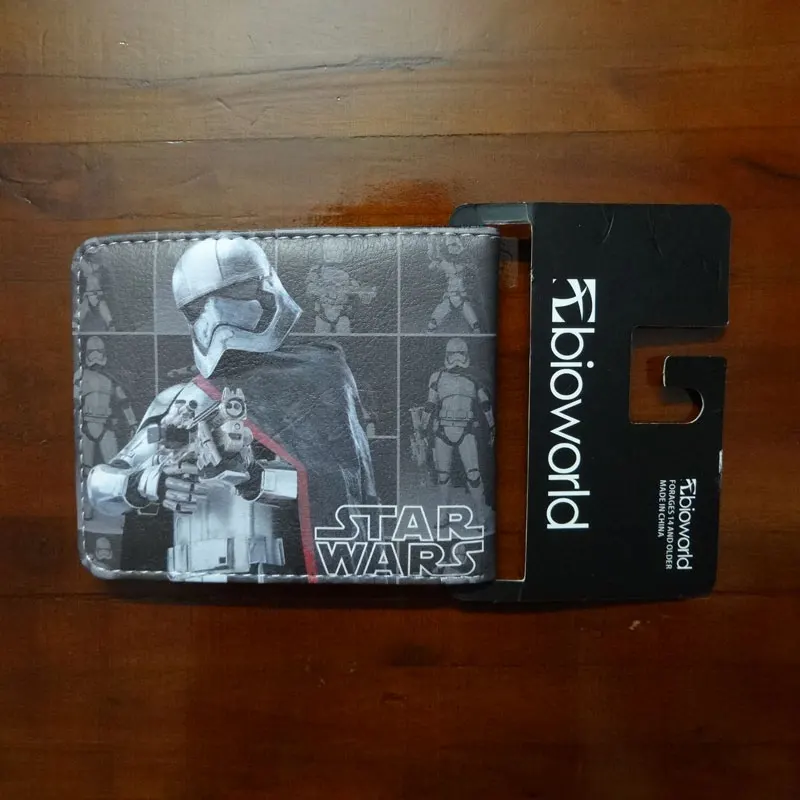 STAR
WARS
bioworld
bioworld
FOR AGES 14 AND OLDER
MADE IN CHINA